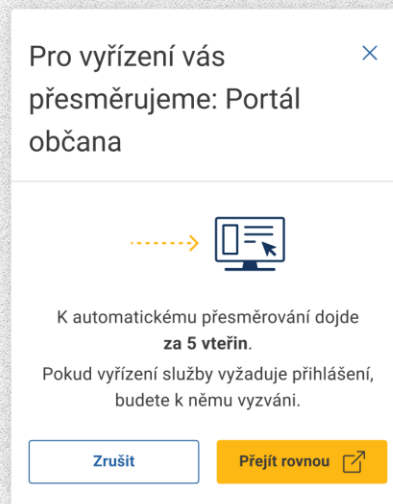 Pro vyřízení vás
přesměrujeme: Portál
občana
K automatickému přesměrování dojde
za 5 vteřin.
Pokud vyřízení služby vyžaduje přihlášení,
budete k němu vyzváni.
Zrušit
Přejít rovnou